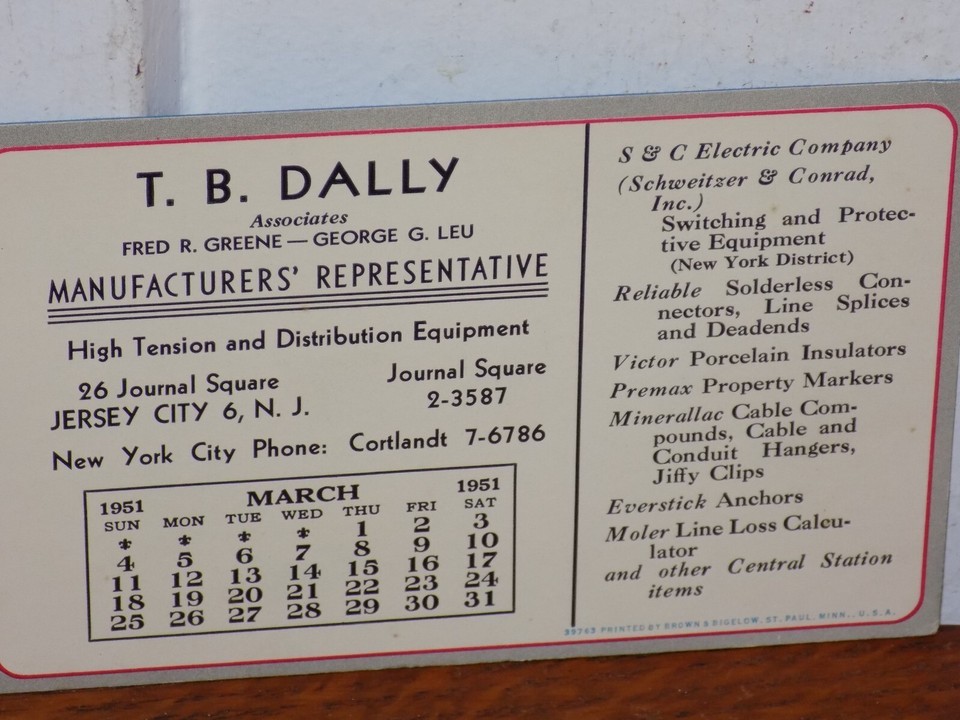 T. B. DALLY
Associates
FRED R. GREENE — GEORGE G. LEU
MANUFACTURERS' REPRESENTATIVE
High Tension and Distribution Equipment
26 Journal Square
JERSEY CITY 6, N. J.
Journal Square
2-3587
New York City Phone: Cortlandt 7-6786
1951 MARCH 1951
SUN MON TUE WED THU FRI SAT
* * * * 1 2 3
4 5 6 7 8 9 10
11 12 13 14 15 16 17
18 19 20 21 22 23 24
25 26 27 28 29 30 31
S & C Electric Company
(Schweitzer & Conrad,
Inc.)
Switching and Protec-
tive Equipment
(New York District)
Reliable Solderless Con-
nectors, Line Splices
and Deadends
Victor Porcelain Insulators
Premax Property Markers
Minerallac Cable Com-
pounds, Cable and
Conduit Hangers,
Jiffy Clips
Everstick Anchors
Moler Line Loss Calcu-
lator
and other Central Station
items
39763 PRINTED BY BROWN & BIGELOW, ST. PAUL, MINN., U.S.A.